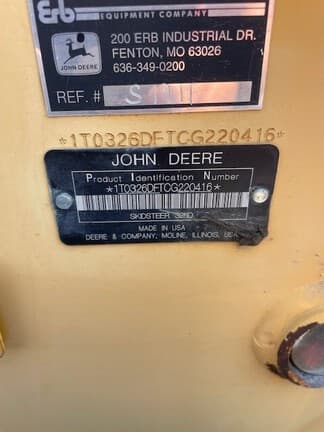 Erb
EQUIPMENT COMPANY
200 ERB INDUSTRIAL DR.
FENTON, MO 63026
JOHN DEERE
636-349-0200
REF. # S
*1T0326DFTCG220416*
JOHN DEERE
Product Identification Number
*1T0326DFTCG220416*
SKIDSTEER
MADE IN USA
DEERE & COMPANY, MOLINE, ILLINOIS, USA